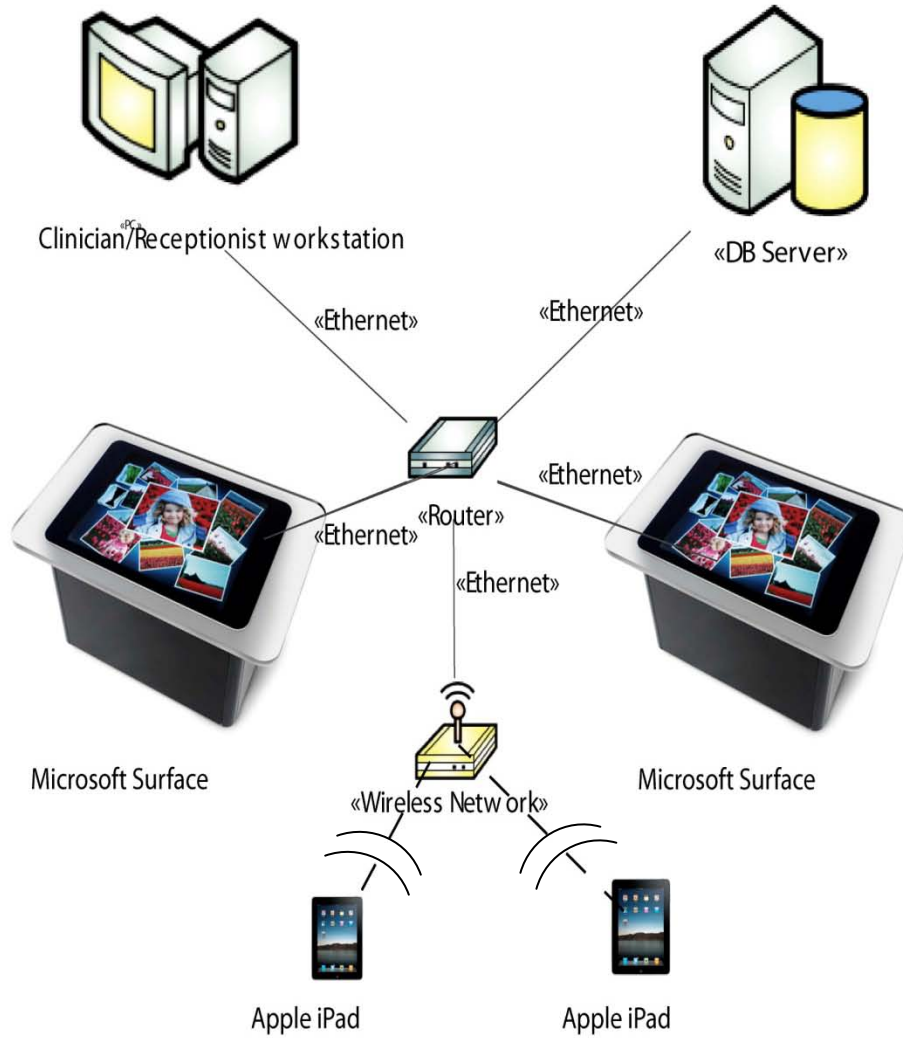 «PC»
Clinician/Receptionist workstation
«DB Server»
«Ethernet»
«Ethernet»
«Ethernet»
«Router»
«Ethernet»
«Ethernet»
Microsoft Surface
Microsoft Surface
«Wireless Network»
Apple iPad
Apple iPad